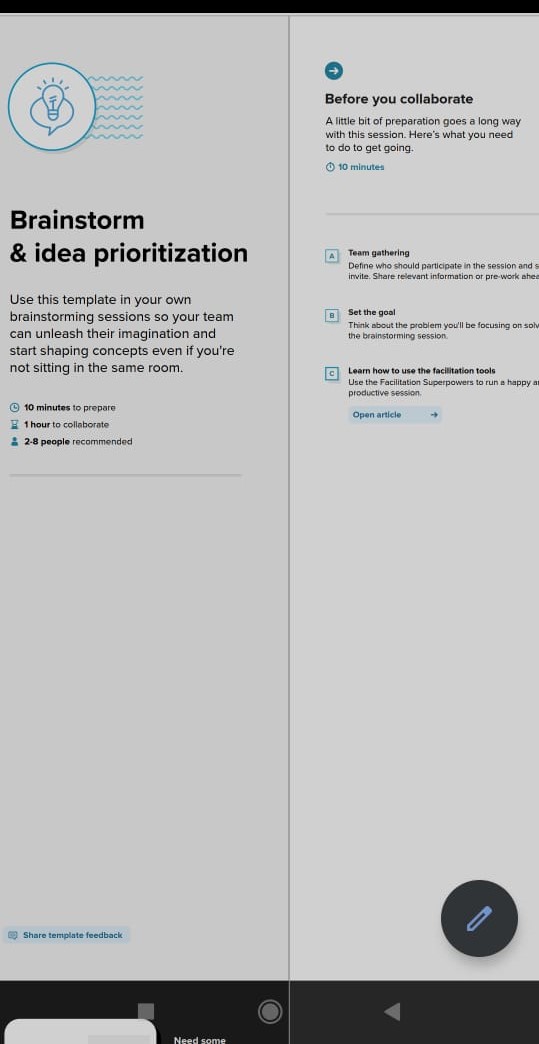 Brainstorm
& idea prioritization
Use this template in your own
brainstorming sessions so your team
can unleash their imagination and
start shaping concepts even if you're
not sitting in the same room.
10 minutes to prepare
1 hour to collaborate
2-8 people recommended
Share template feedback
Before you collaborate
A little bit of preparation goes a long way
with this session. Here's what you need
to do to get going.
10 minutes
A
Team gathering
Define who should participate in the session and s
invite. Share relevant information or pre-work ahea
B
Set the goal
Think about the problem you'll be focusing on solv
the brainstorming session.
C
Learn how to use the facilitation tools
Use the Facilitation Superpowers to run a happy a
productive session.
Open article
Need some